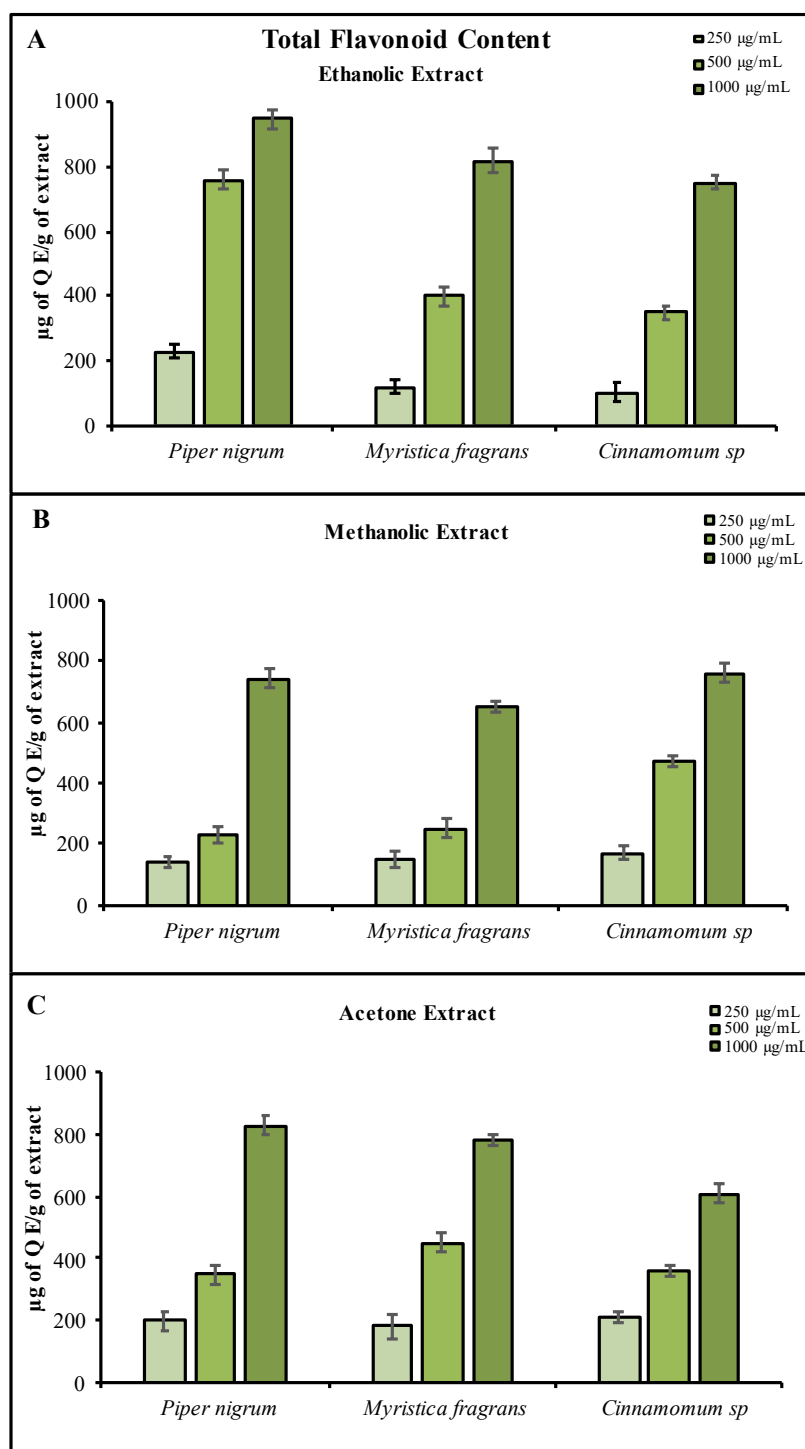 A
Total Flavonoid Content
Ethanolic Extract
250 µg/mL
500 µg/mL
1000 µg/mL
µg of Q E/g of extract
1000
800
600
400
200
0
Piper nigrum
Myristica fragrans
Cinnamomum sp
B
Methanolic Extract
250 µg/mL
500 µg/mL
1000 µg/mL
µg of Q E/g of extract
1000
800
600
400
200
0
Piper nigrum
Myristica fragrans
Cinnamomum sp
C
Acetone Extract
250 µg/mL
500 µg/mL
1000 µg/mL
µg of Q E/g of extract
1000
800
600
400
200
0
Piper nigrum
Myristica fragrans
Cinnamomum sp